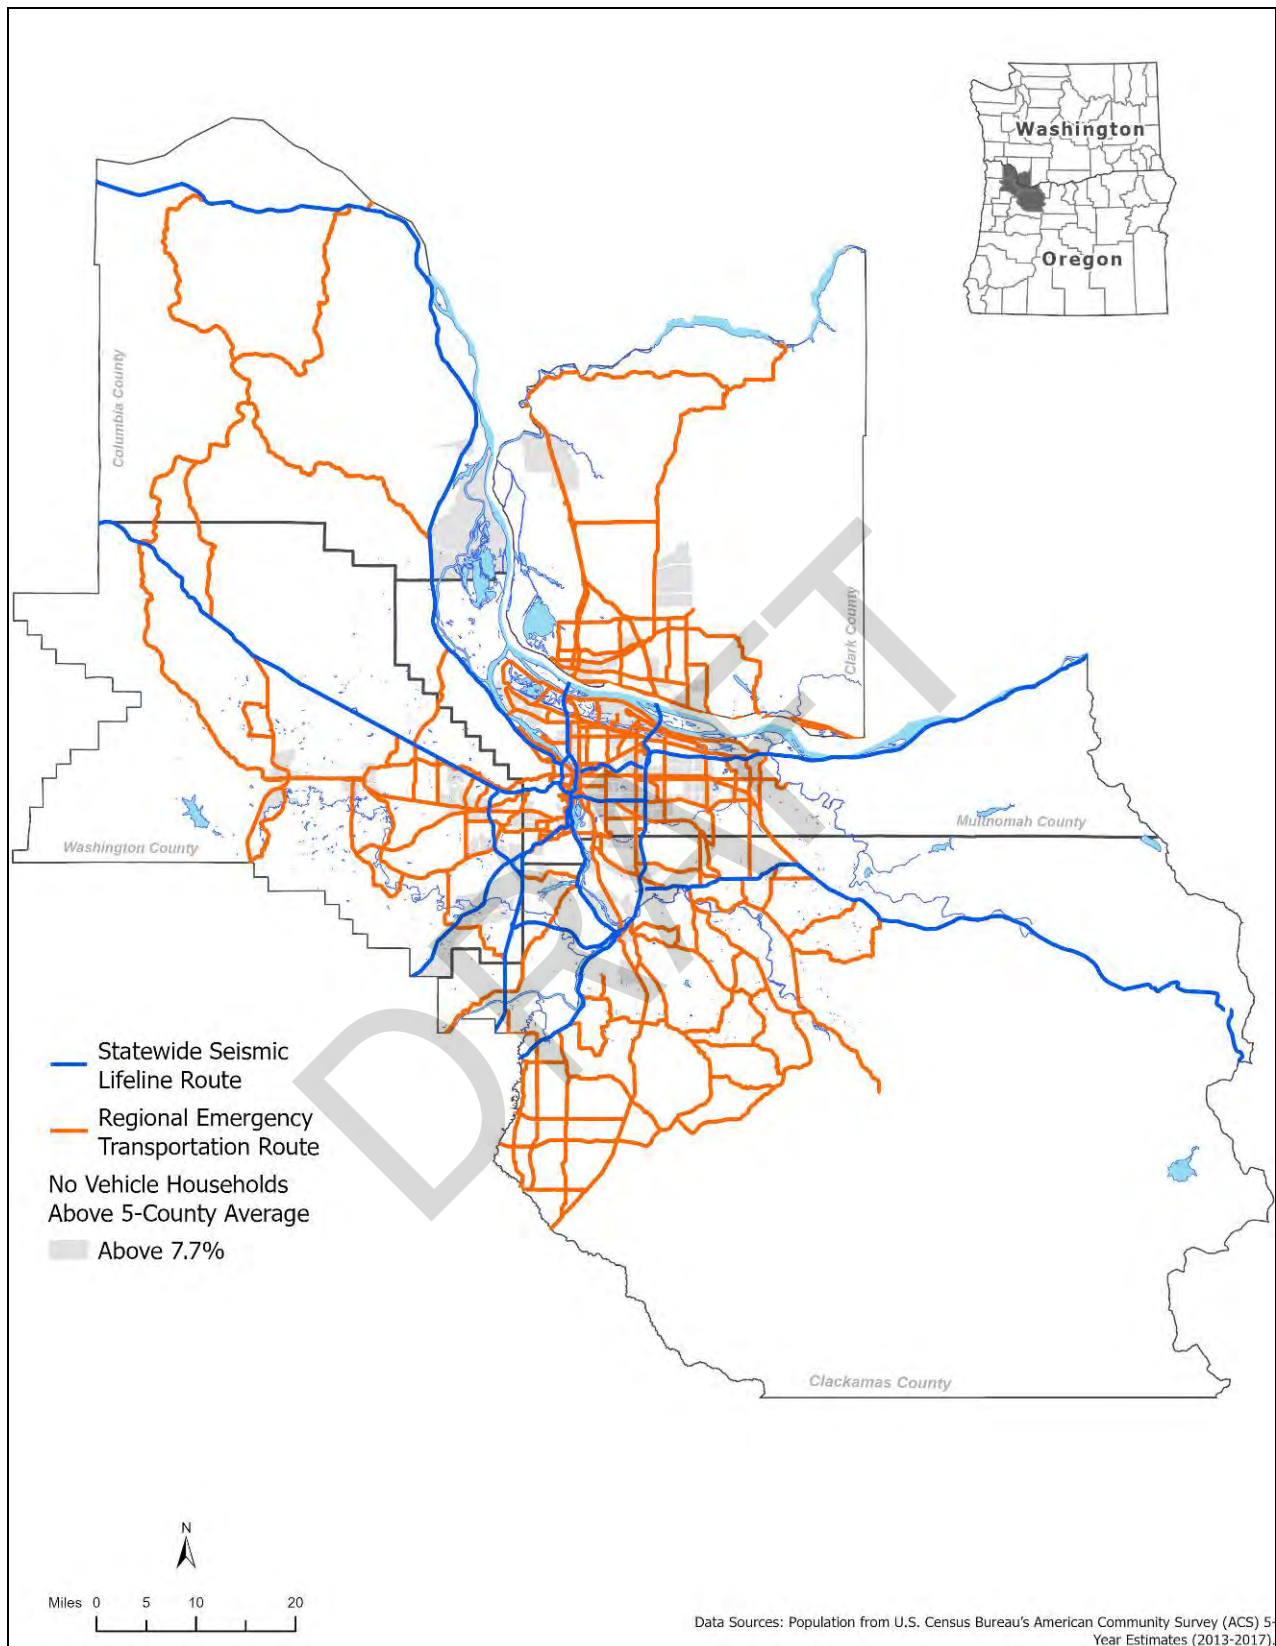 Washington
Oregon
Columbia County
Clark County
Multnomah County
Washington County
DRAFT
Statewide Seismic
Lifeline Route
Regional Emergency
Transportation Route
No Vehicle Households
Above 5-County Average
Above 7.7%
Clackamas County
N
Miles 0 5 10 20
Data Sources: Population from U.S. Census Bureau's American Community Survey (ACS) 5-
Year Estimates (2013-2017)